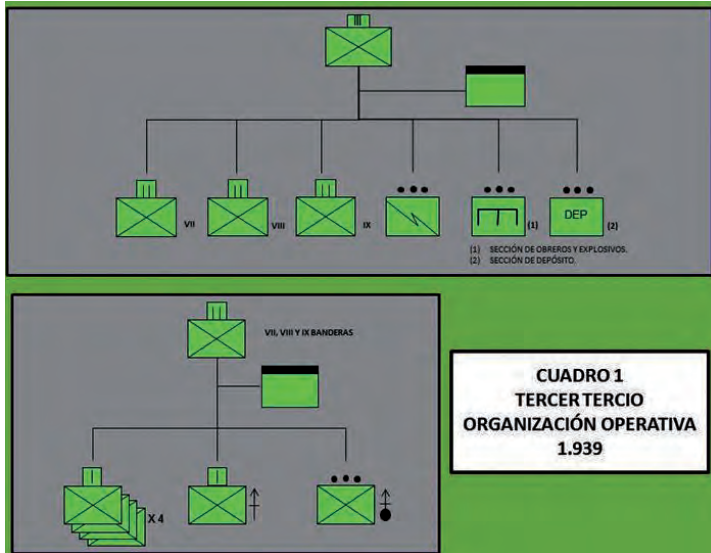 VII
VIII
IX
(1)
DEP
(2)
(1) SECCIÓN DE OBREROS Y EXPLOSIVOS.
(2) SECCIÓN DE DEPÓSITO.
VII, VIII Y IX BANDERAS
X 4
CUADRO 1
TERCER TERCIO
ORGANIZACIÓN OPERATIVA
1.939